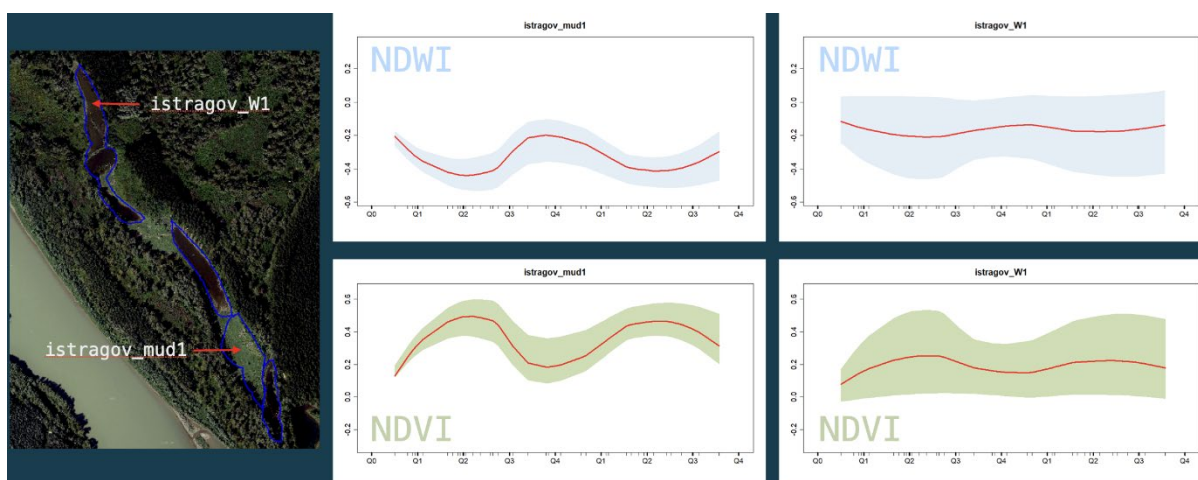 istragov_W1
istragov_mud1
istragov_mud1
NDWI
0.2
0.0
-0.2
-0.4
-0.6
Q0 Q1 Q2 Q3 Q1 Q2 Q3 Q4
istragov_W1
NDWI
0.2
0.0
-0.2
-0.4
-0.6
Q0 Q1 Q2 Q3 Q4 Q1 Q2 Q3 Q4
istragov_mud1
0.6
0.4
0.2
0.0
-0.2
NDVI
Q0 Q1 Q2 Q3 Q4 Q1 Q2 Q3 Q4
istragov_W1
0.6
0.4
0.2
0.0
-0.2
NDVI
Q0 Q1 Q2 Q3 Q4 Q1 Q2 Q3 Q4